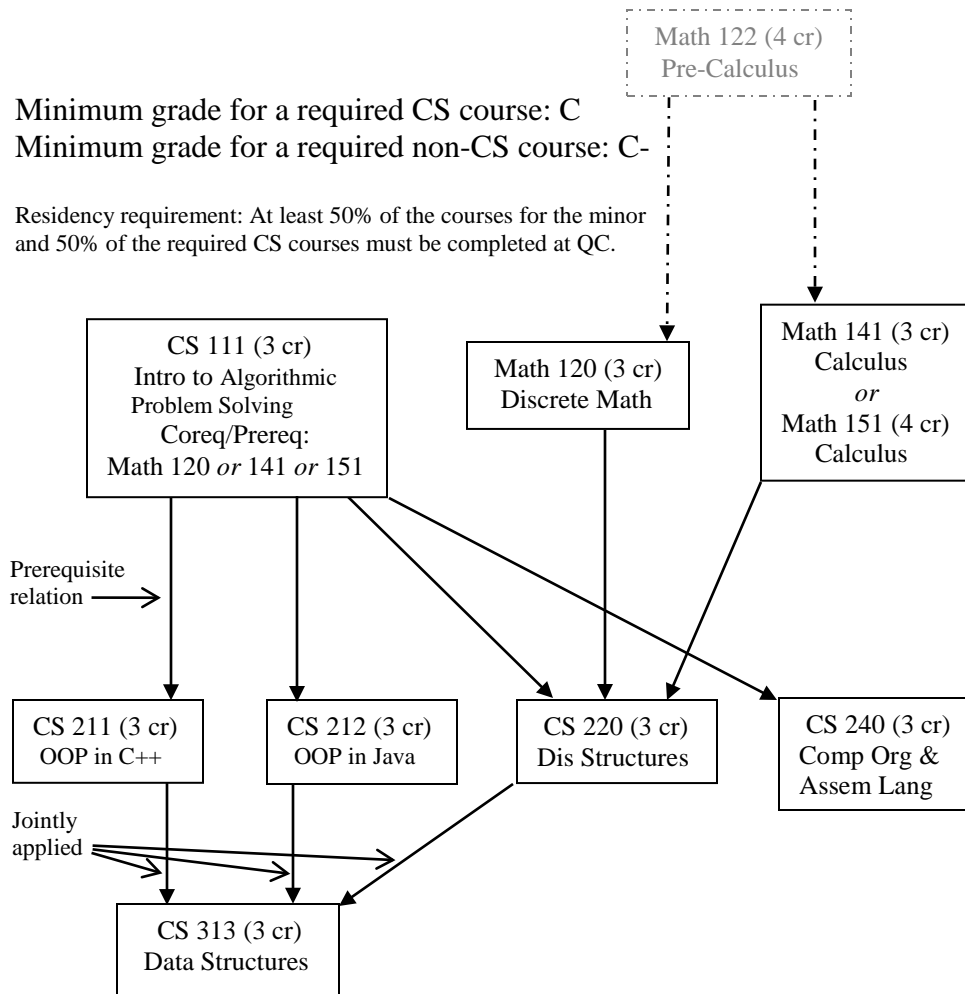 Math 122 (4 cr)
Pre-Calculus
Minimum grade for a required CS course: C
Minimum grade for a required non-CS course: C-
Residency requirement: At least 50% of the courses for the minor
and 50% of the required CS courses must be completed at QC.
CS 111 (3 cr)
Intro to Algorithmic
Problem Solving
Coreq/Prereq:
Math 120 or 141 or 151
Math 120 (3 cr)
Discrete Math
Math 141 (3 cr)
Calculus
or
Math 151 (4 cr)
Calculus
Prerequisite
relation
CS 211 (3 cr)
OOP in C++
CS 212 (3 cr)
OOP in Java
CS 220 (3 cr)
Dis Structures
CS 240 (3 cr)
Comp Org &
Assem Lang
Jointly
applied
CS 313 (3 cr)
Data Structures